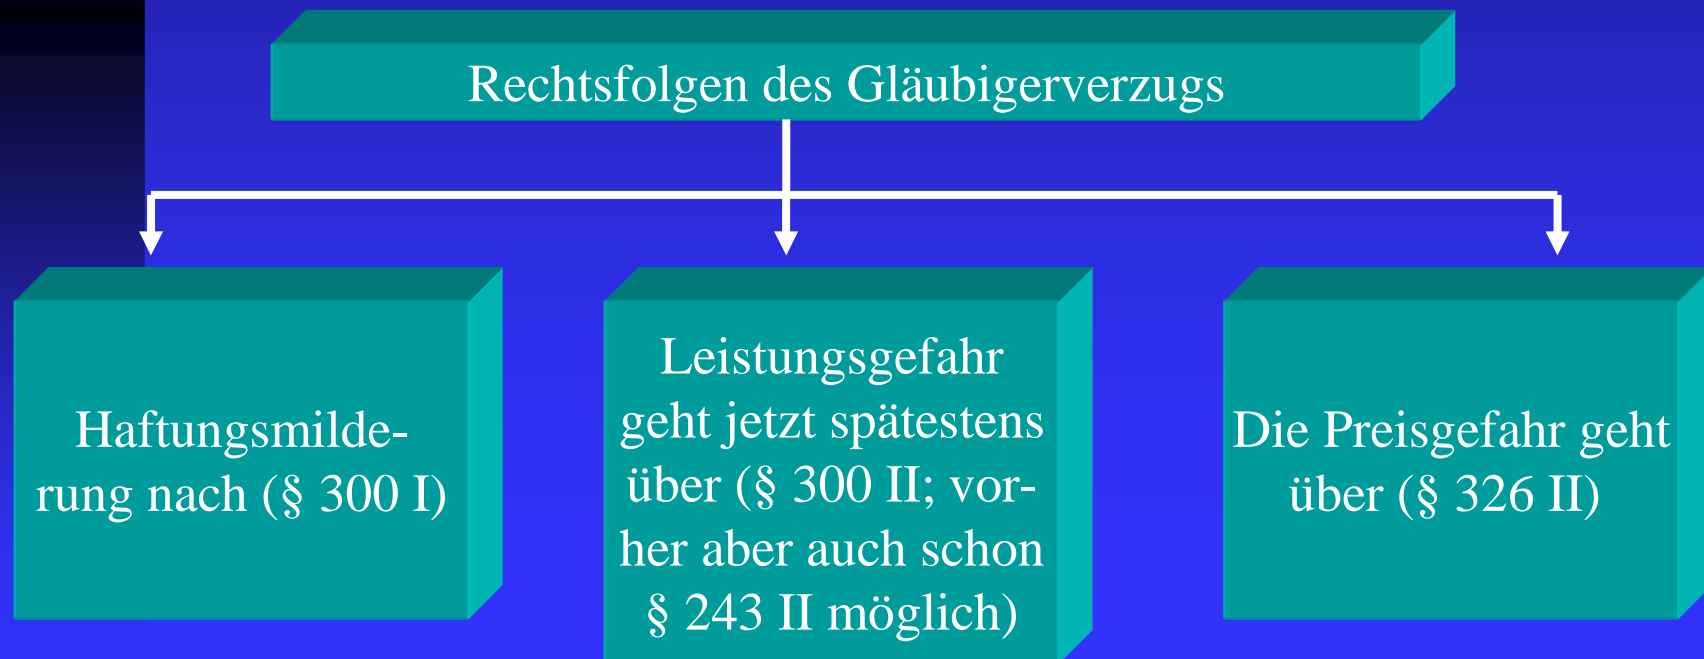 Rechtsfolgen des Gläubigerverzugs
Haftungsmilde-
rung nach (§ 300 I)
Leistungsgefahr
geht jetzt spätestens
über (§ 300 II; vor-
her aber auch schon
§ 243 II möglich)
Die Preisgefahr geht
über (§ 326 II)